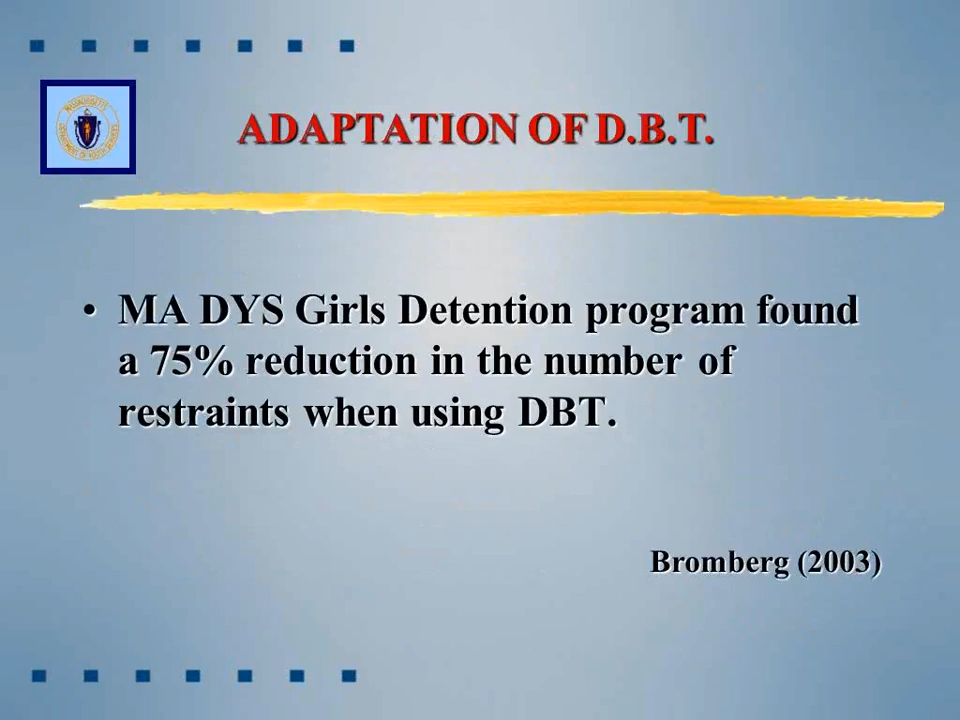 ADAPTATION OF D.B.T.
• MA DYS Girls Detention program found
a 75% reduction in the number of
restraints when using DBT.
Bromberg (2003)